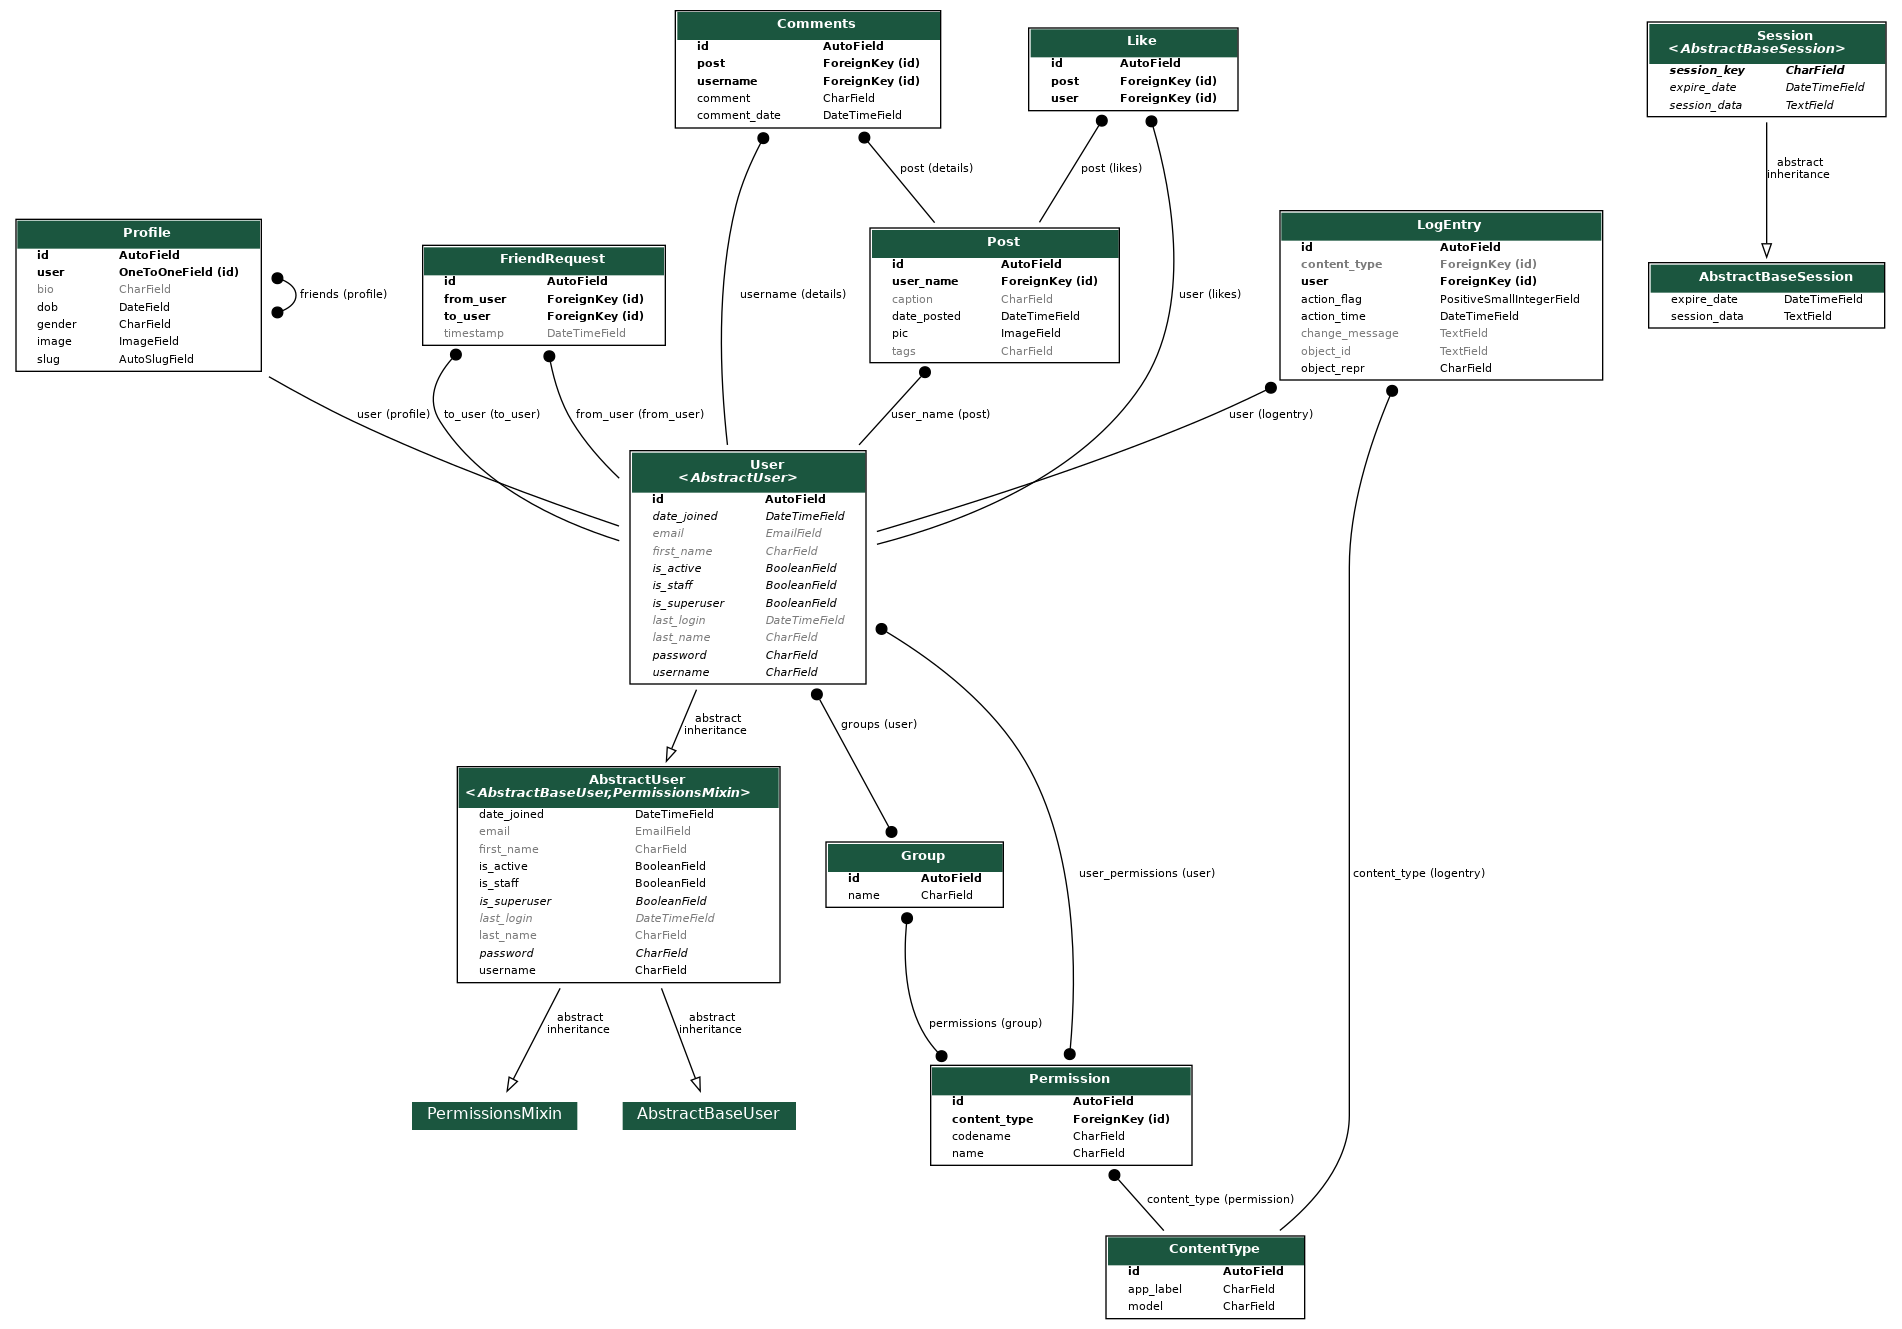 Comments
id AutoField
post ForeignKey (id)
username ForeignKey (id)
comment CharField
comment_date DateTimeField
Like
id AutoField
post ForeignKey (id)
user ForeignKey (id)
Session
<AbstractBaseSession>
session_key CharField
expire_date DateTimeField
session_data TextField
post (details)
post (likes)
abstract
inheritance
Profile
id AutoField
user OneToOneField (id)
bio CharField
dob DateField
gender CharField
image ImageField
slug AutoSlugField
friends (profile)
FriendRequest
id AutoField
from_user ForeignKey (id)
to_user ForeignKey (id)
timestamp DateTimeField
username (details)
Post
id AutoField
user_name ForeignKey (id)
caption CharField
date_posted DateTimeField
pic ImageField
tags CharField
user (likes)
LogEntry
id AutoField
content_type ForeignKey (id)
user ForeignKey (id)
action_flag PositiveSmallIntegerField
action_time DateTimeField
change_message TextField
object_id TextField
object_repr CharField
AbstractBaseSession
expire_date DateTimeField
session_data TextField
user (profile)
to_user (to_user)
from_user (from_user)
user_name (post)
user (logentry)
User
<AbstractUser>
id AutoField
date_joined DateTimeField
email EmailField
first_name CharField
is_active BooleanField
is_staff BooleanField
is_superuser BooleanField
last_login DateTimeField
last_name CharField
password CharField
username CharField
abstract
inheritance
groups (user)
AbstractUser
<AbstractBaseUser,PermissionsMixin>
date_joined DateTimeField
email EmailField
first_name CharField
is_active BooleanField
is_staff BooleanField
is_superuser BooleanField
last_login DateTimeField
last_name CharField
password CharField
username CharField
Group
id AutoField
name CharField
user_permissions (user)
content_type (logentry)
abstract
inheritance
abstract
inheritance
permissions (group)
PermissionsMixin
AbstractBaseUser
Permission
id AutoField
content_type ForeignKey (id)
codename CharField
name CharField
content_type (permission)
ContentType
id AutoField
app_label CharField
model CharField